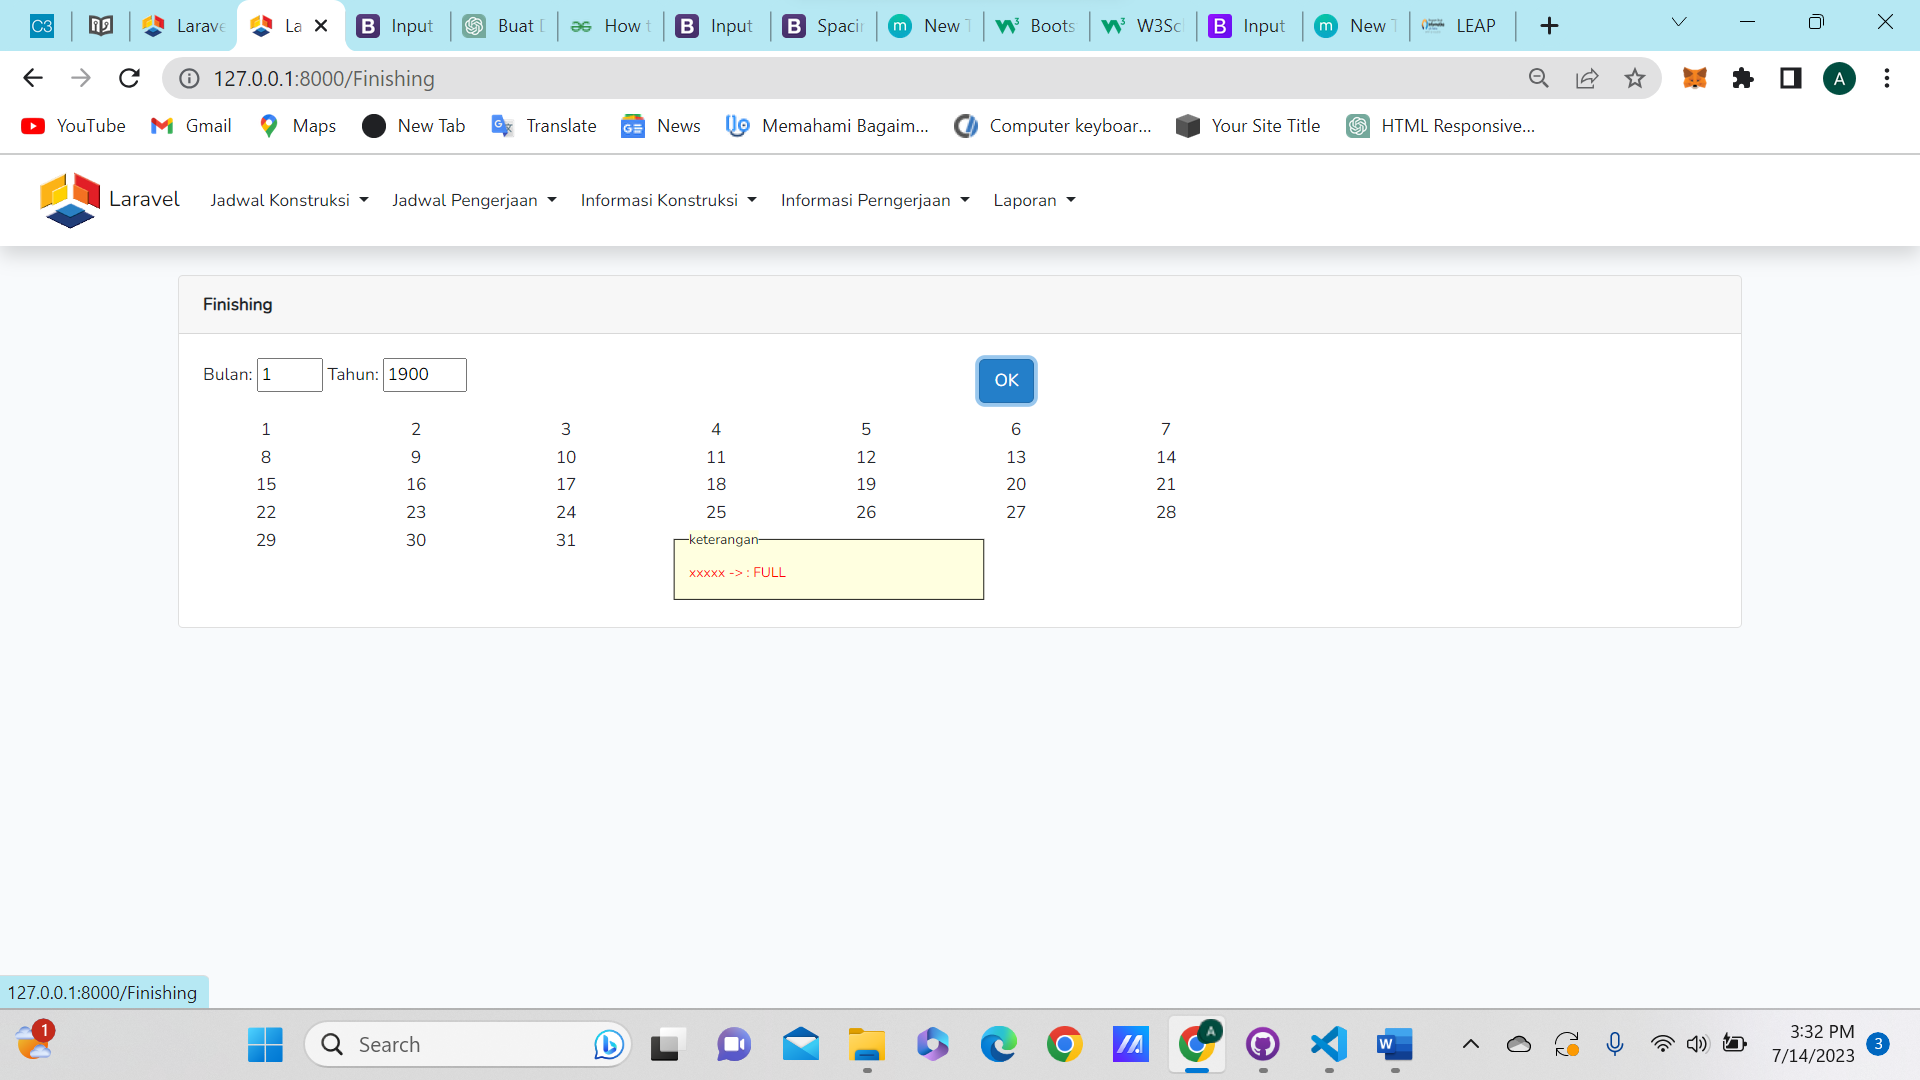 C3 Larave La Input Buat How t Input Spacin New T Boots W3Sc Input New T LEAP
127.0.0.1:8000/Finishing A
YouTube Gmail Maps New Tab Translate News Memahami Bagaim... Computer keyboar... Your Site Title HTML Responsive...
Laravel Jadwal Konstruksi Jadwal Pengerjaan Informasi Konstruksi Informasi Perngerjaan Laporan
Finishing
Bulan: 1 Tahun: 1900 OK
1 2 3 4 5 6 7
8 9 10 11 12 13 14
15 16 17 18 19 20 21
22 23 24 25 26 27 28
29 30 31
keterangan
xxxxx -> : FULL
127.0.0.1:8000/Finishing
1 Search A 3:32 PM
7/14/2023 3